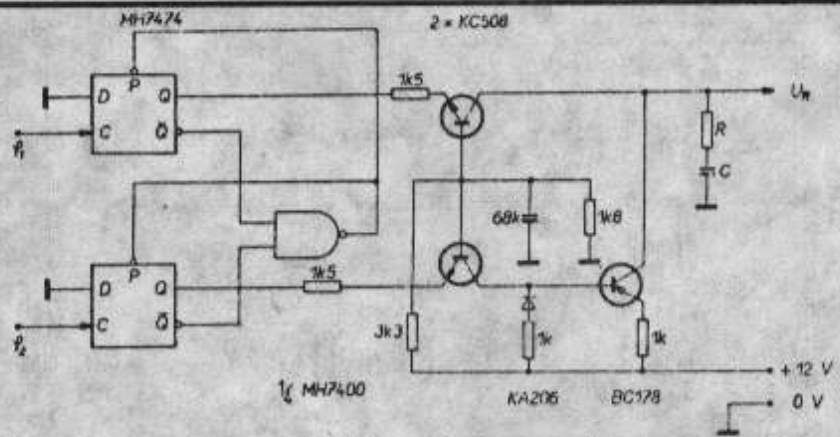 MH7474
2 × KC508
P
D Q
C Q̄
f₁
1k5
Uᴿ
R
C
68k
1k8
P
D Q
C Q̄
f₂
1k5
3k3
1k
1k
+ 12 V
¼ MH7400
KA206
BC178
0 V